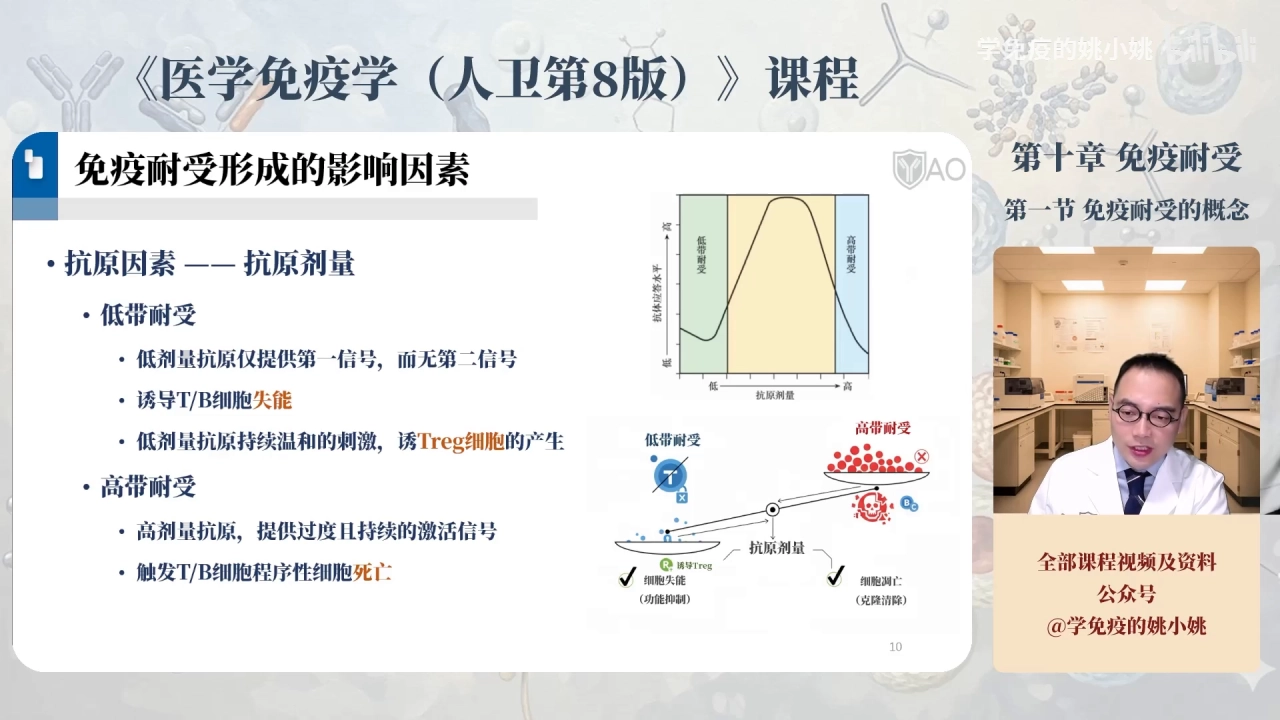 《医学免疫学（人卫第8版）》课程
学免疫的姚小姚 bilibili
免疫耐受形成的影响因素
YAO
第十章 免疫耐受
第一节 免疫耐受的概念
• 抗原因素 —— 抗原剂量
• 低带耐受
• 低剂量抗原仅提供第一信号，而无第二信号
• 诱导T/B细胞失能
• 低剂量抗原持续温和的刺激，诱Treg细胞的产生
• 高带耐受
• 高剂量抗原，提供过度且持续的激活信号
• 触发T/B细胞程序性细胞死亡
高
抗体应答水平
低
低带耐受
高带耐受
低
高
抗原剂量
低带耐受
高带耐受
T
B
C
抗原剂量
R 诱导Treg
细胞失能
（功能抑制）
细胞凋亡
（克隆清除）
10
全部课程视频及资料
公众号
@学免疫的姚小姚